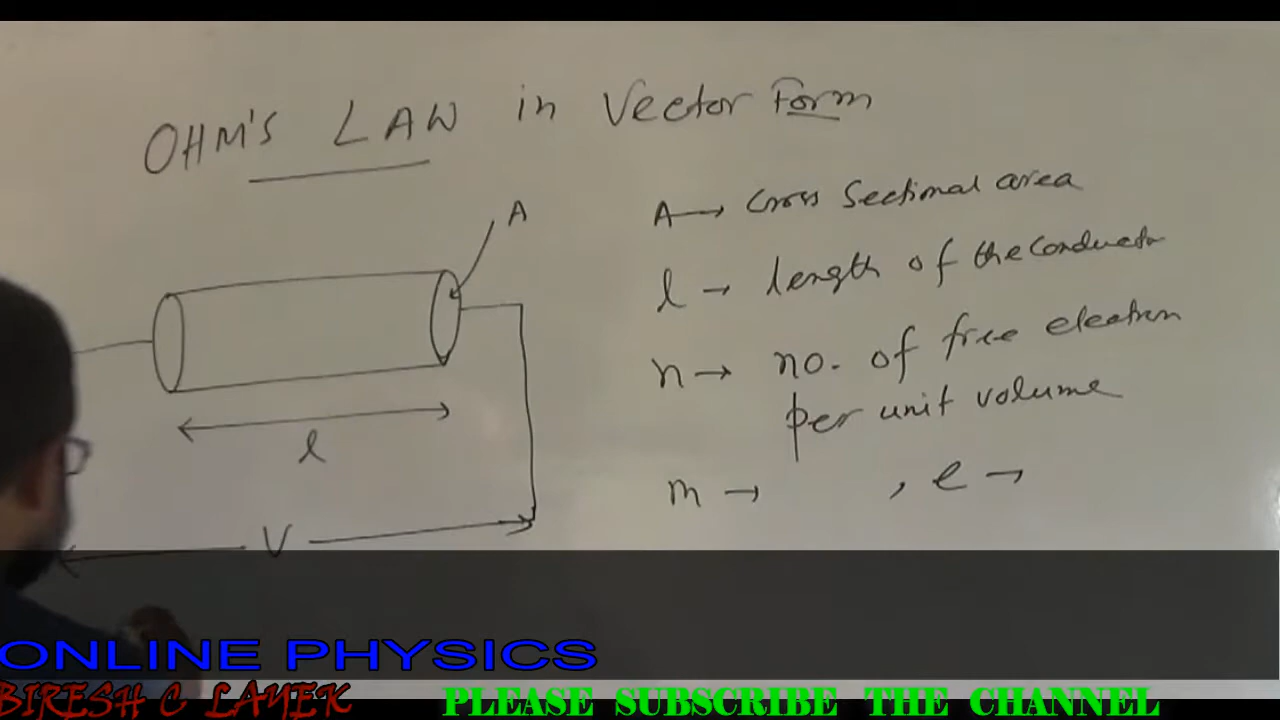 OHM'S LAW in Vector Form
A
l
V
A → Cross Sectional area
l → length of the conductor
n → no. of free electron
per unit volume
m → , e →
ONLINE PHYSICS
BIRESH C LAYEK
PLEASE SUBSCRIBE THE CHANNEL